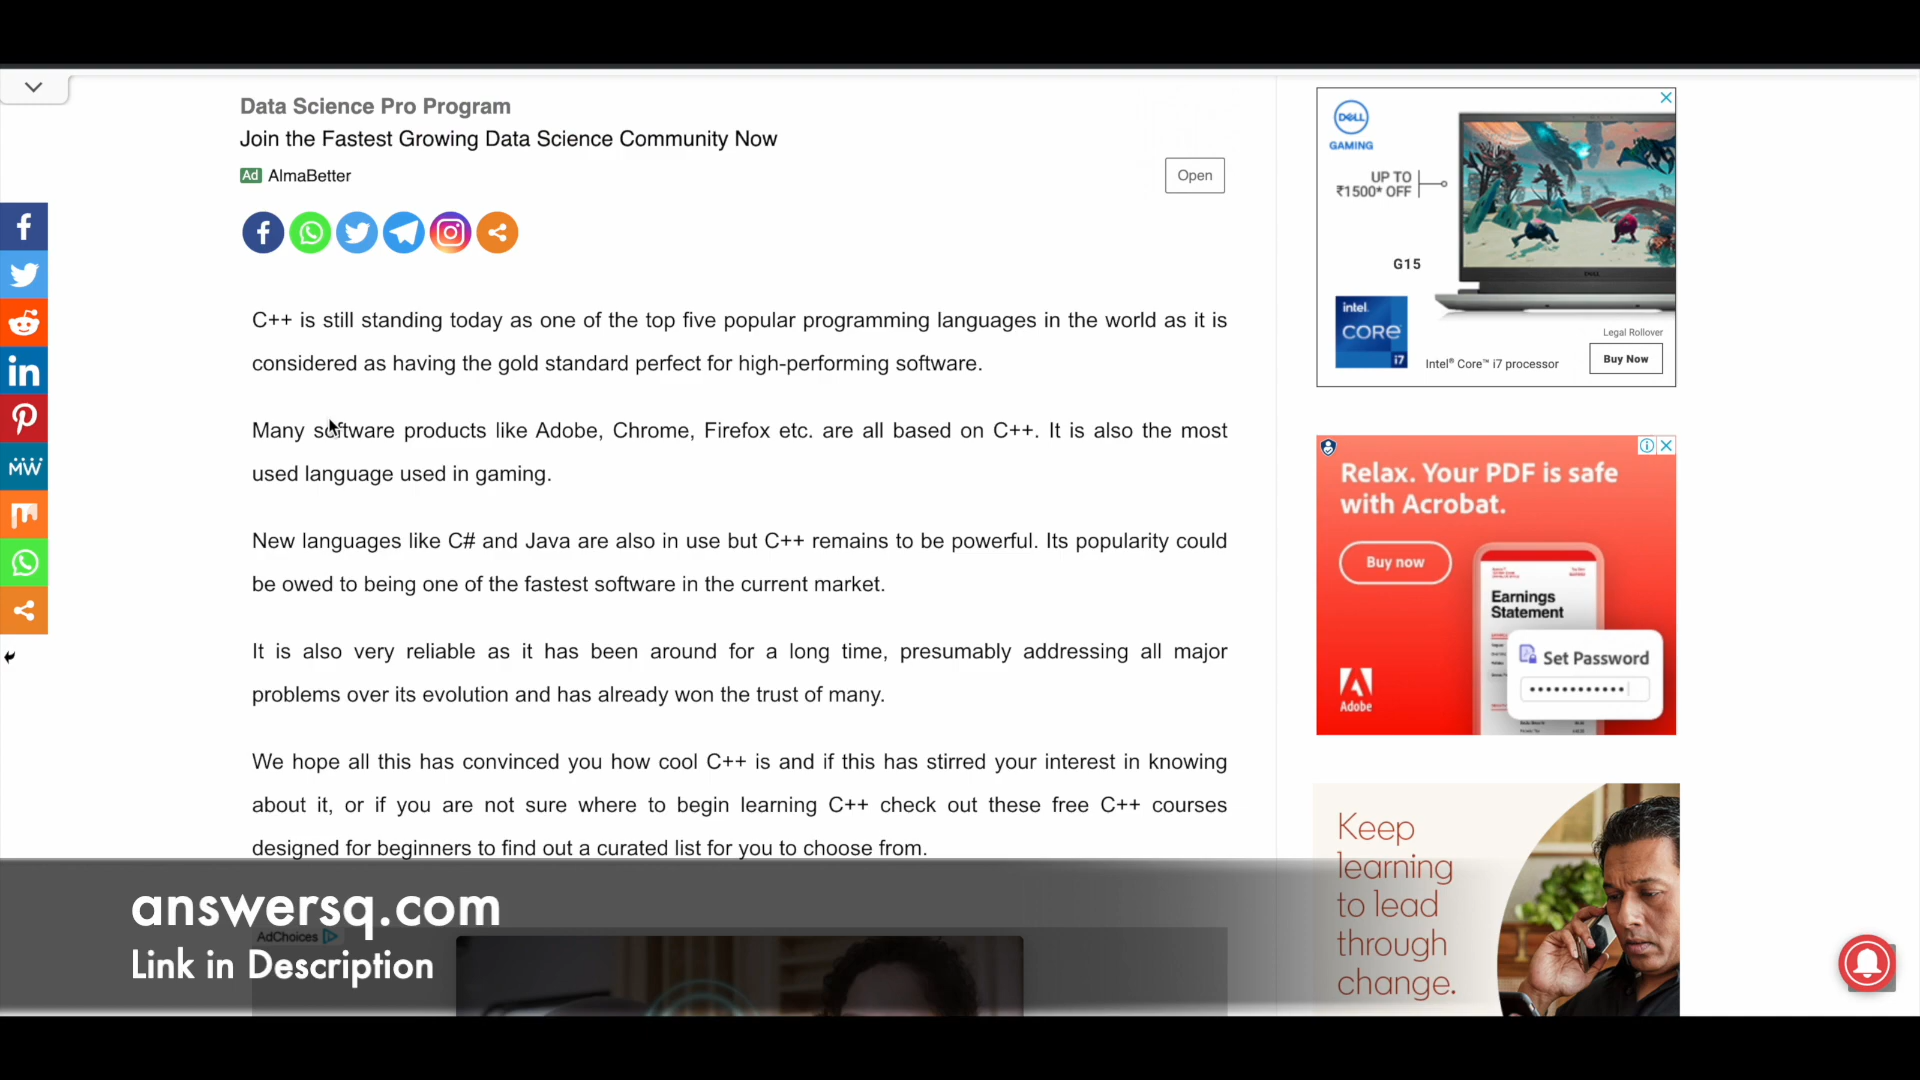 Data Science Pro Program
Join the Fastest Growing Data Science Community Now
Ad AlmaBetter
Open
C++ is still standing today as one of the top five popular programming languages in the world as it is
considered as having the gold standard perfect for high-performing software.
Many software products like Adobe, Chrome, Firefox etc. are all based on C++. It is also the most
used language used in gaming.
New languages like C# and Java are also in use but C++ remains to be powerful. Its popularity could
be owed to being one of the fastest software in the current market.
It is also very reliable as it has been around for a long time, presumably addressing all major
problems over its evolution and has already won the trust of many.
We hope all this has convinced you how cool C++ is and if this has stirred your interest in knowing
about it, or if you are not sure where to begin learning C++ check out these free C++ courses
designed for beginners to find out a curated list for you to choose from.
answersq.com
AdChoices
Link in Description
DELL
GAMING
UP TO
₹1500* OFF
G15
intel.
CORE
i7
Legal Rollover
Intel® Core™ i7 processor
Buy Now
Relax. Your PDF is safe
with Acrobat.
Buy now
Earnings
Statement
Set Password
Adobe
Keep
learning
to lead
through
change.